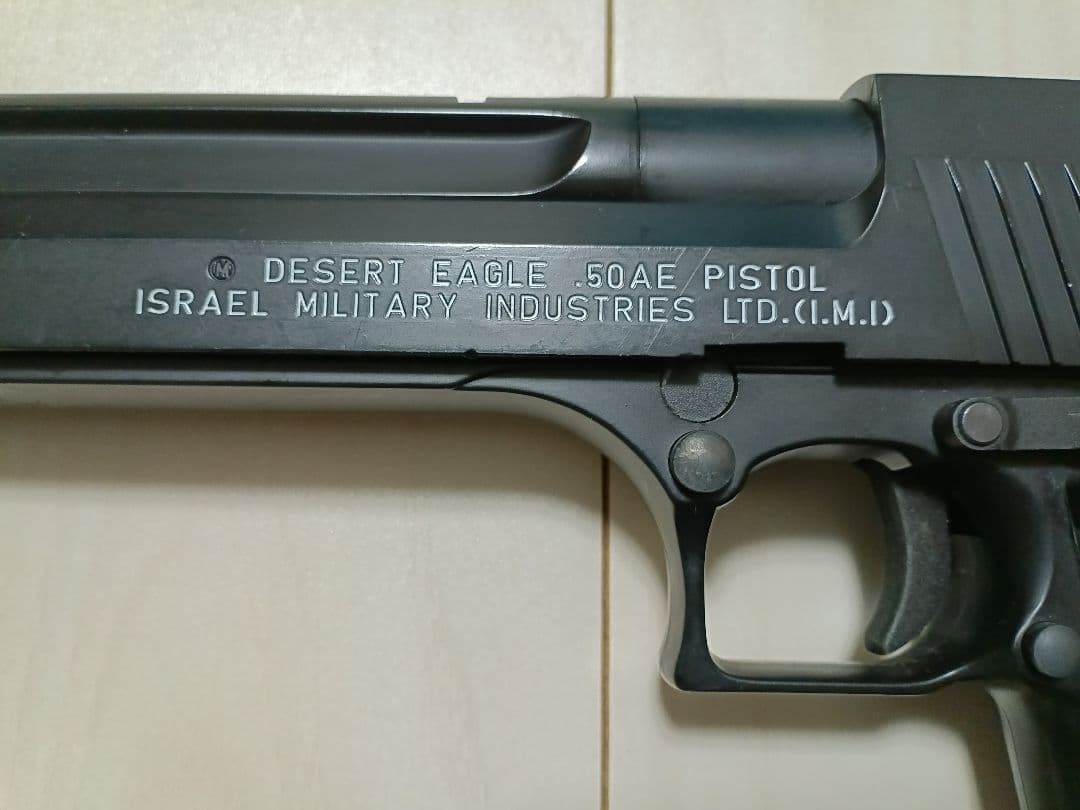 Ⓜ DESERT EAGLE .50AE PISTOL
ISRAEL MILITARY INDUSTRIES LTD.(I.M.I)